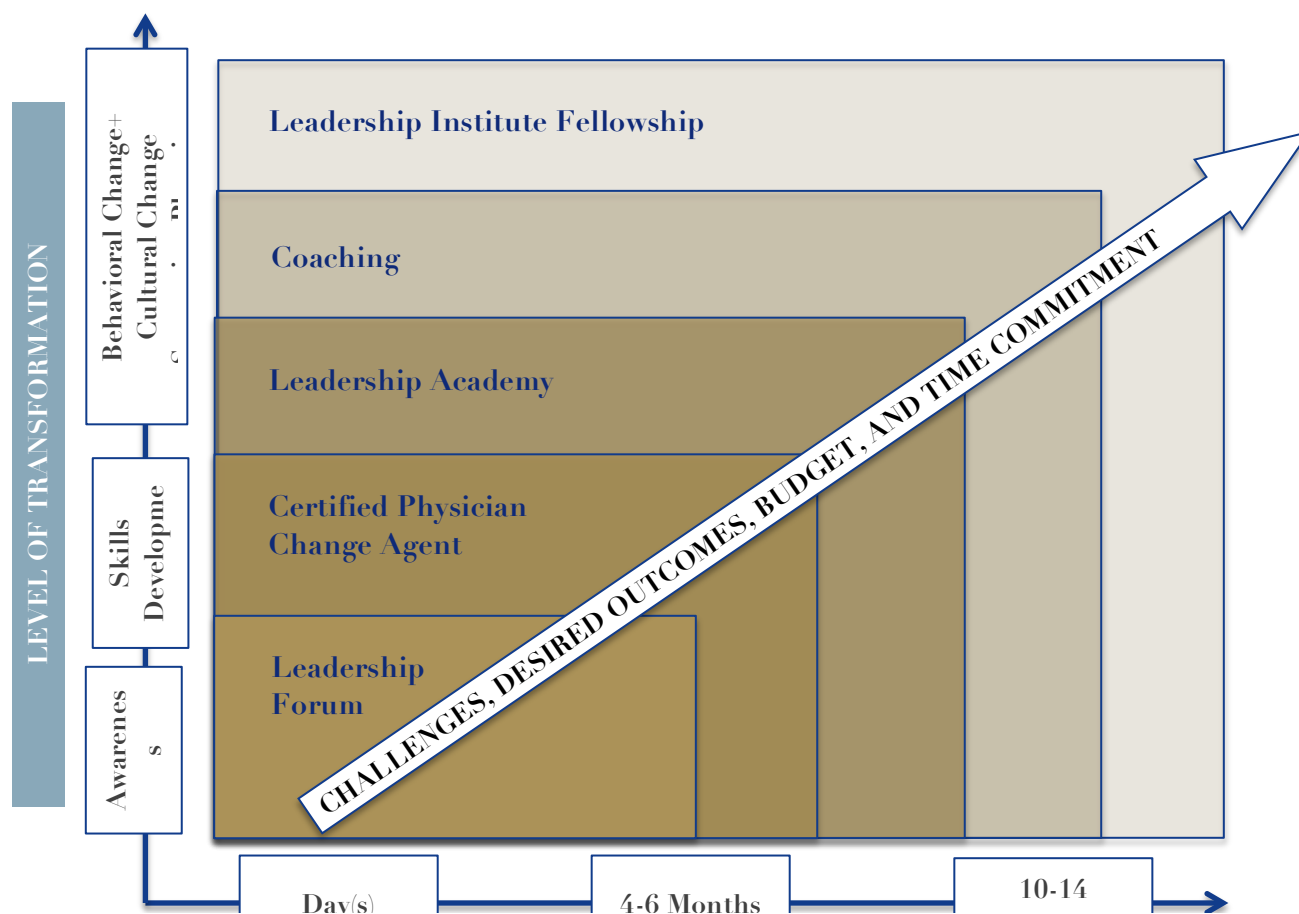 LEVEL OF TRANSFORMATION
Behavioral Change+
Cultural Change
Skills
Developme
Awarenes
s
Leadership Institute Fellowship
Coaching
Leadership Academy
Certified Physician
Change Agent
Leadership
Forum
CHALLENGES, DESIRED OUTCOMES, BUDGET, AND TIME COMMITMENT
Day(s)
4-6 Months
10-14